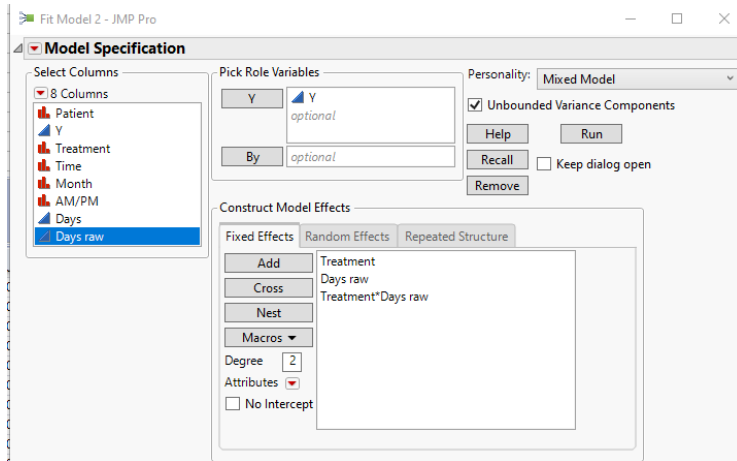 Fit Model 2 - JMP Pro
Model Specification
Select Columns
8 Columns
Patient
Y
Treatment
Time
Month
AM/PM
Days
Days raw
Pick Role Variables
Y
Y
optional
By
optional
Personality:
Mixed Model
Unbounded Variance Components
Help
Run
Recall
Keep dialog open
Remove
Construct Model Effects
Fixed Effects
Random Effects
Repeated Structure
Add
Cross
Nest
Macros
Degree
2
Attributes
No Intercept
Treatment
Days raw
Treatment*Days raw